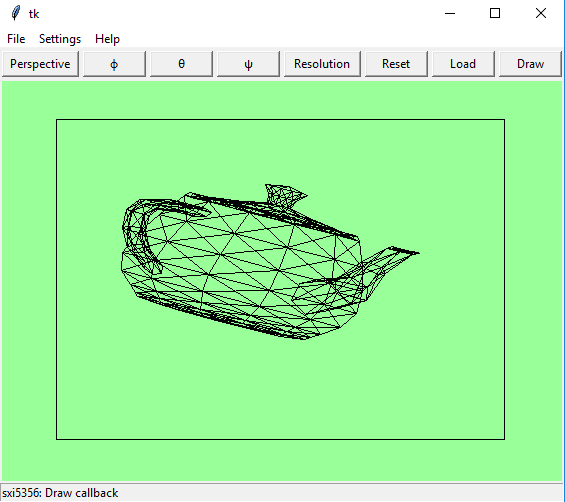 tk
File Settings Help
Perspective ϕ θ ψ Resolution Reset Load Draw
sxi5356: Draw callback